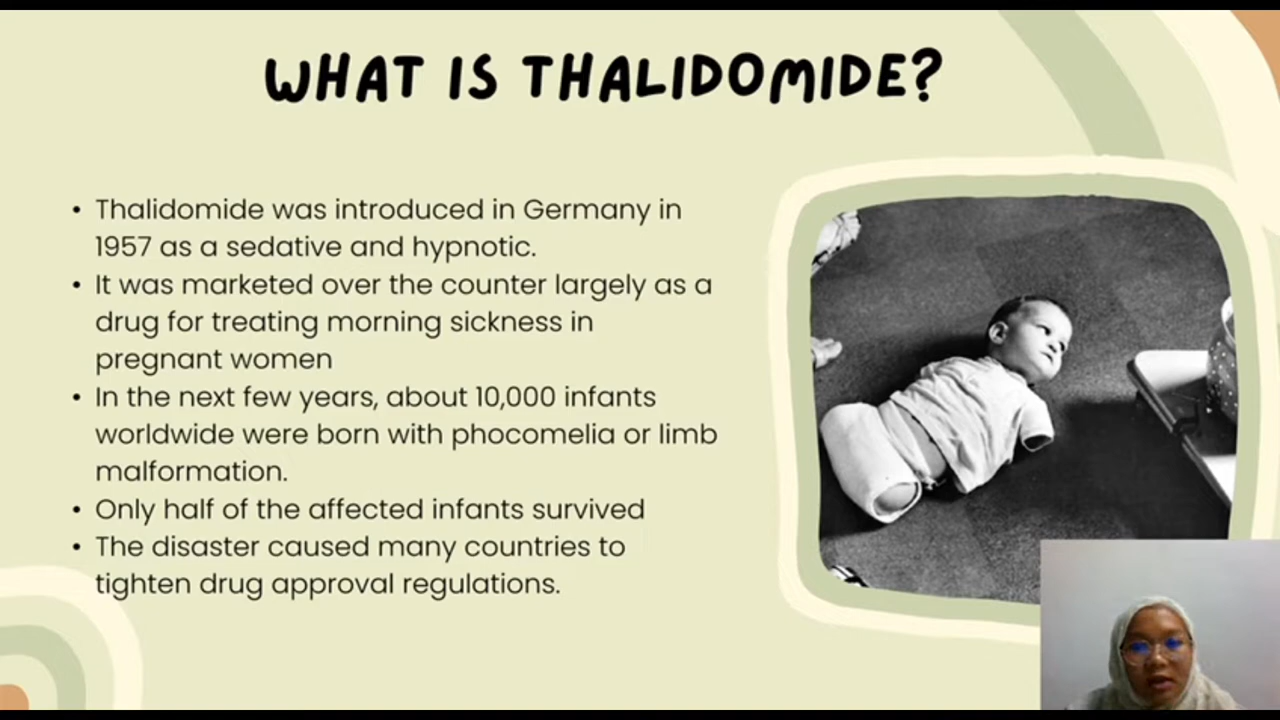 WHAT IS THALIDOMIDE?
• Thalidomide was introduced in Germany in
1957 as a sedative and hypnotic.
• It was marketed over the counter largely as a
drug for treating morning sickness in
pregnant women
• In the next few years, about 10,000 infants
worldwide were born with phocomelia or limb
malformation.
• Only half of the affected infants survived
• The disaster caused many countries to
tighten drug approval regulations.